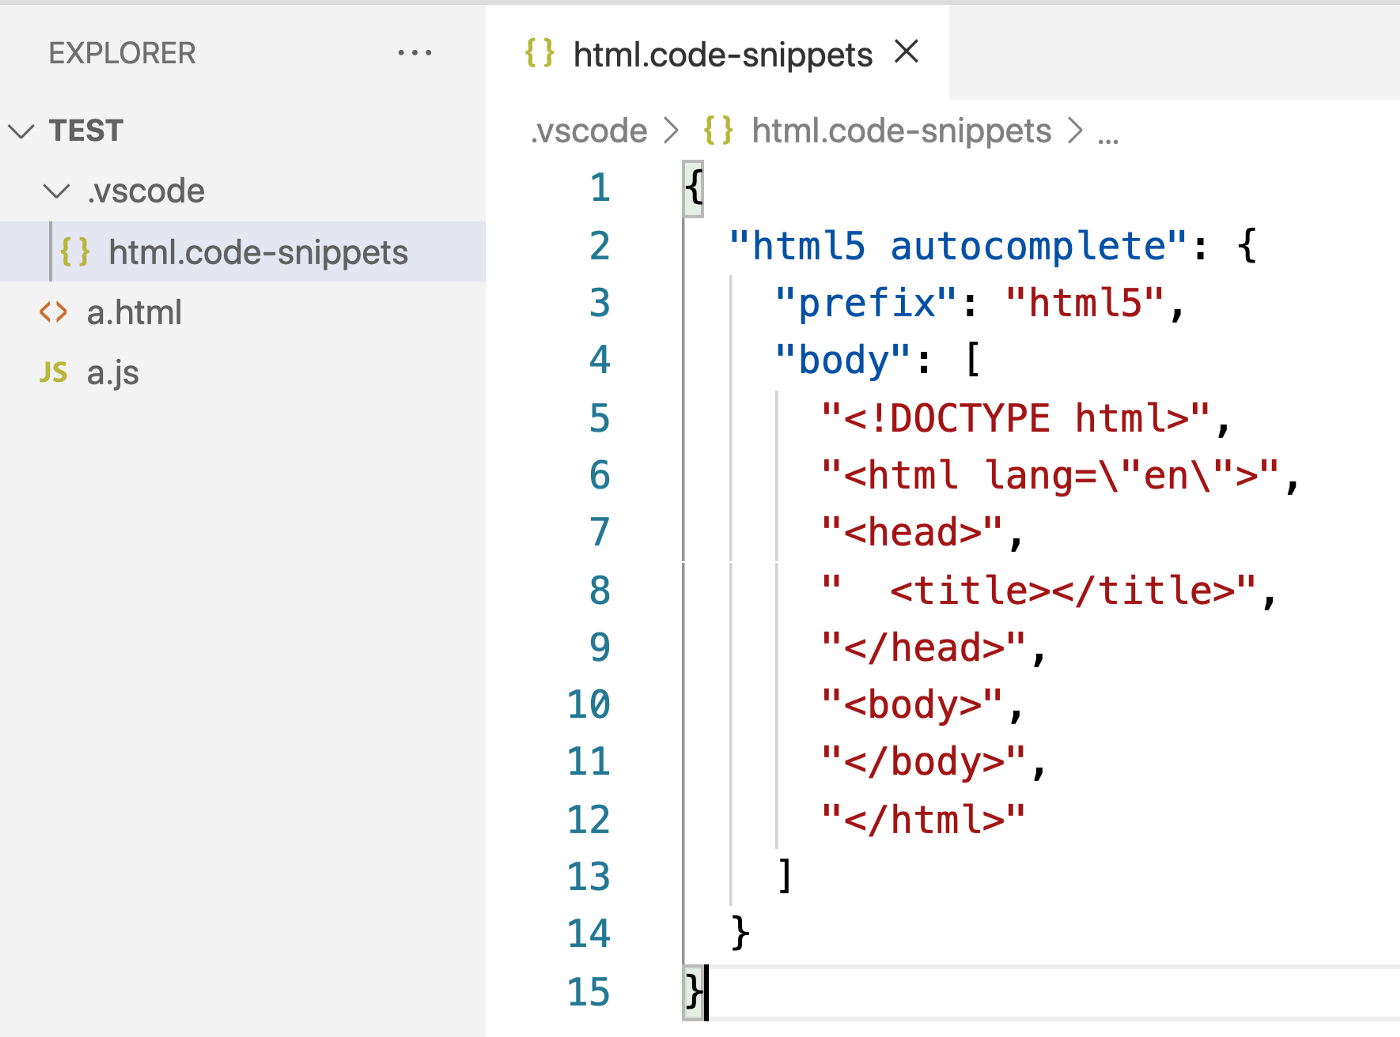 EXPLORER ...
TEST
.vscode
{} html.code-snippets
<> a.html
JS a.js
{} html.code-snippets ×
.vscode > {} html.code-snippets > ...
1 {
2   "html5 autocomplete": {
3     "prefix": "html5",
4     "body": [
5       "<!DOCTYPE html>",
6       "<html lang=\"en\">",
7       "<head>",
8       "  <title></title>",
9       "</head>",
10       "<body>",
11       "</body>",
12       "</html>"
13     ]
14   }
15 }